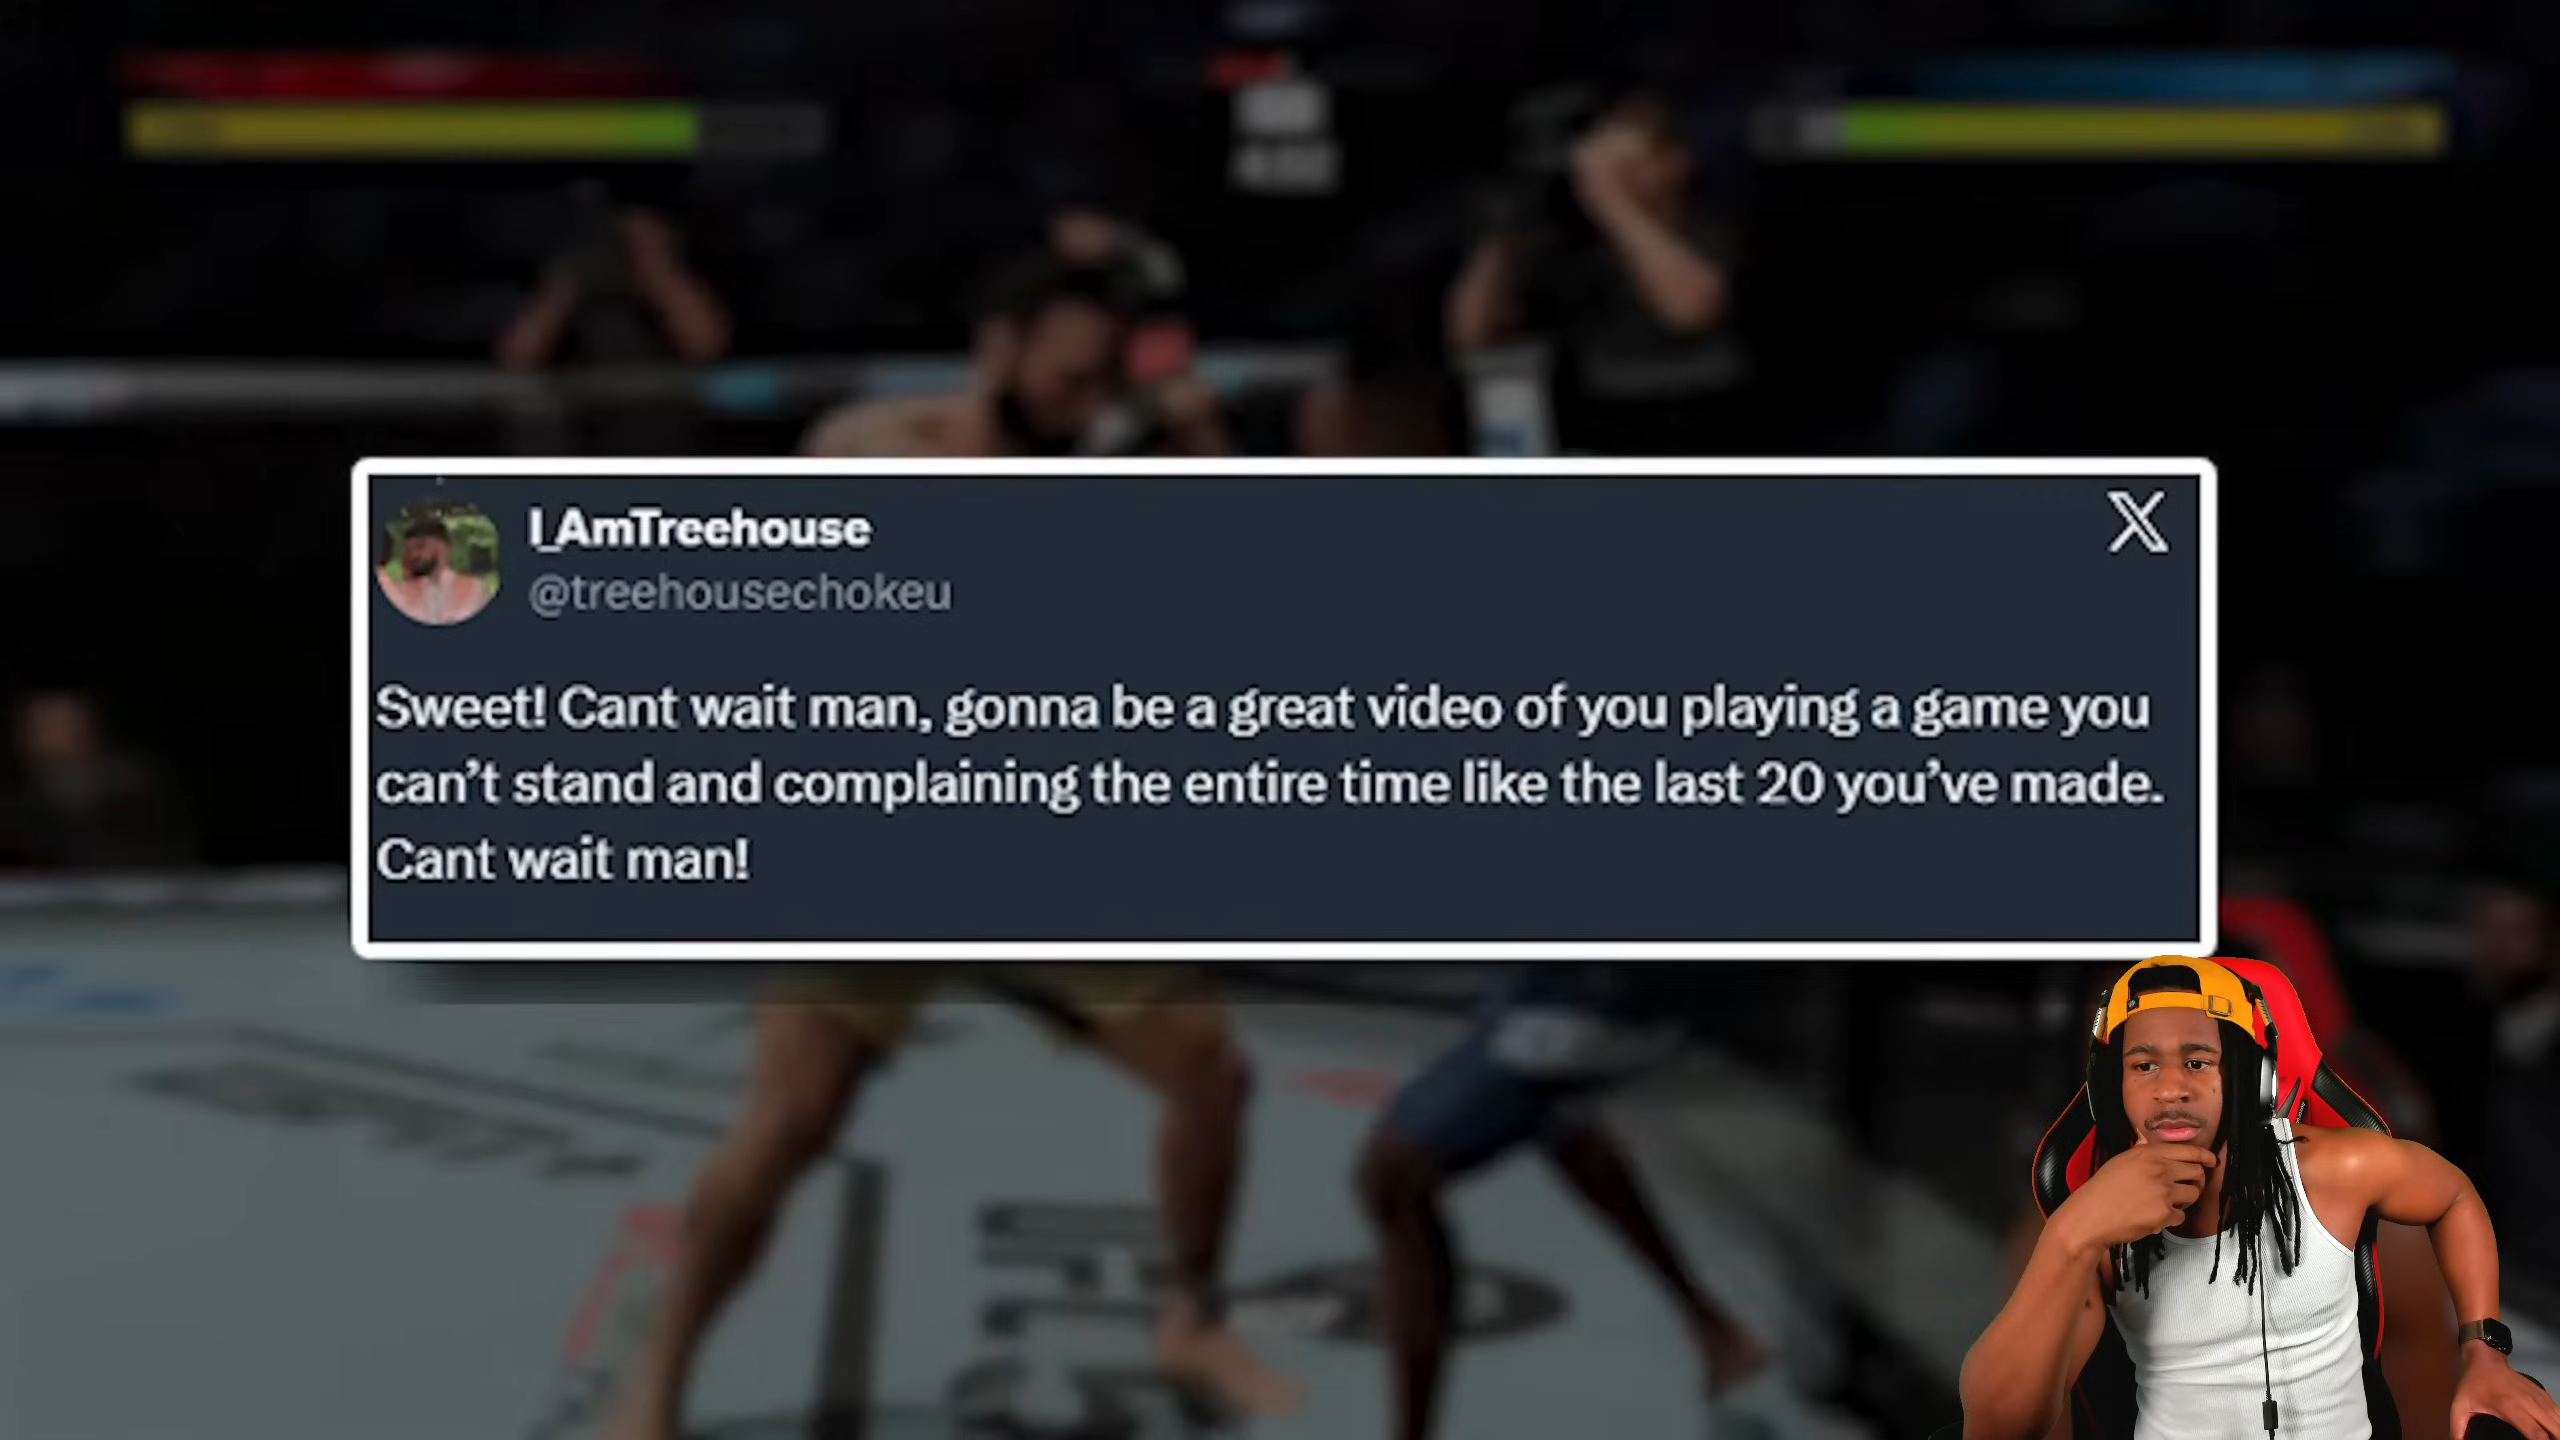 I_AmTreehouse
@treehousechokeu
Sweet! Cant wait man, gonna be a great video of you playing a game you
can’t stand and complaining the entire time like the last 20 you’ve made.
Cant wait man!